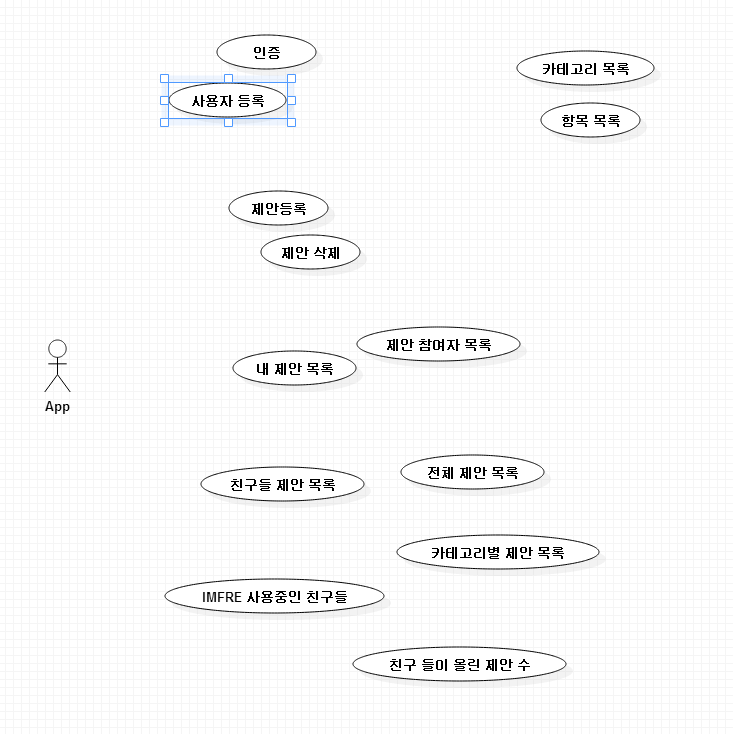 인증
카테고리 목록
사용자 등록
항목 목록
제안등록
제안 삭제
제안 참여자 목록
내 제안 목록
App
전체 제안 목록
친구들 제안 목록
카테고리별 제안 목록
IMFRE 사용중인 친구들
친구 들이 올린 제안 수